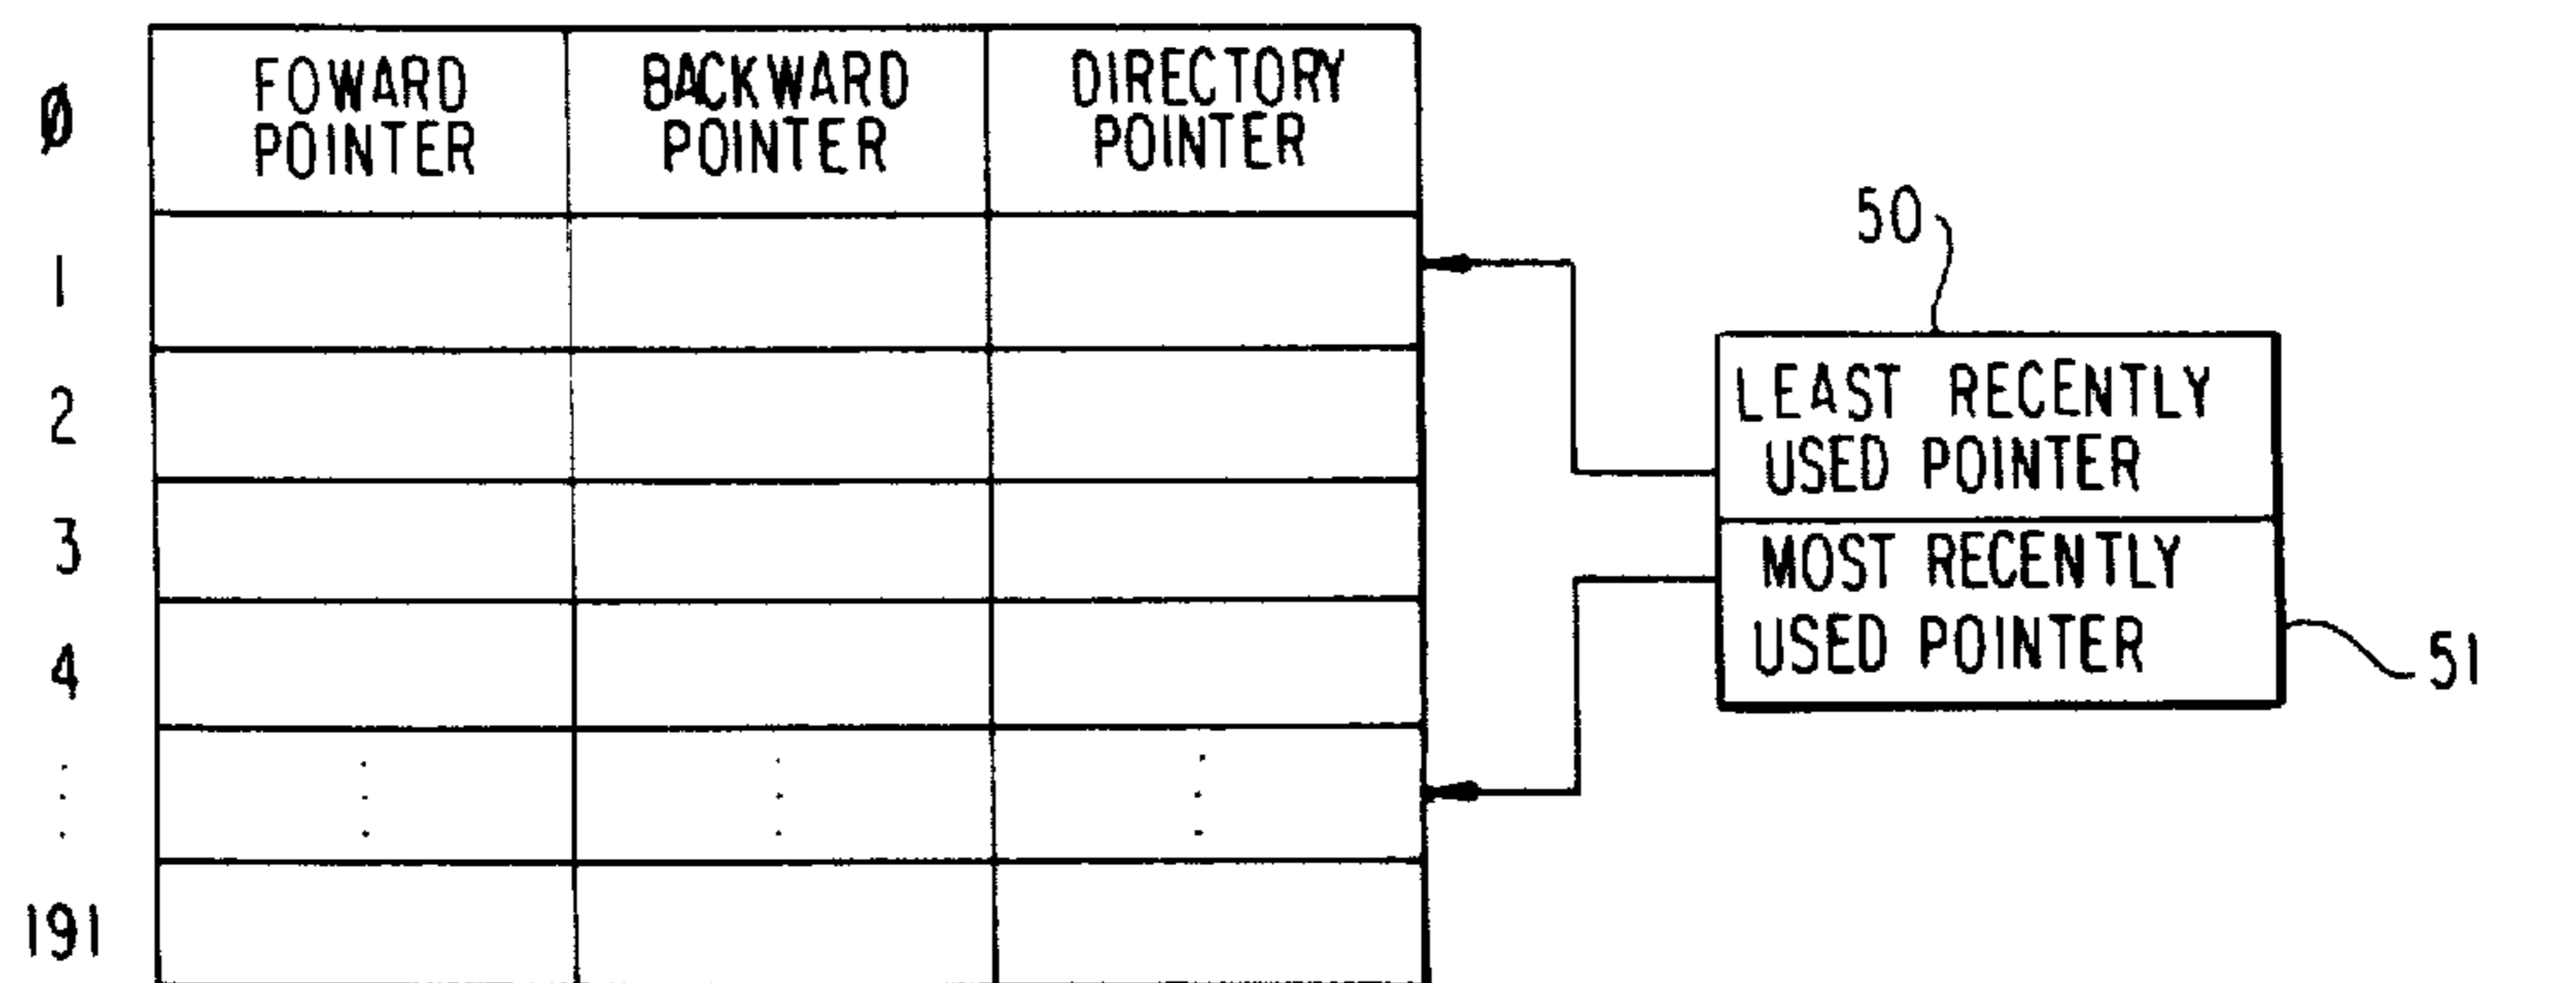 Ø
FOWARD
POINTER
BACKWARD
POINTER
DIRECTORY
POINTER
1
2
3
4
191
50
LEAST RECENTLY
USED POINTER
MOST RECENTLY
USED POINTER
51